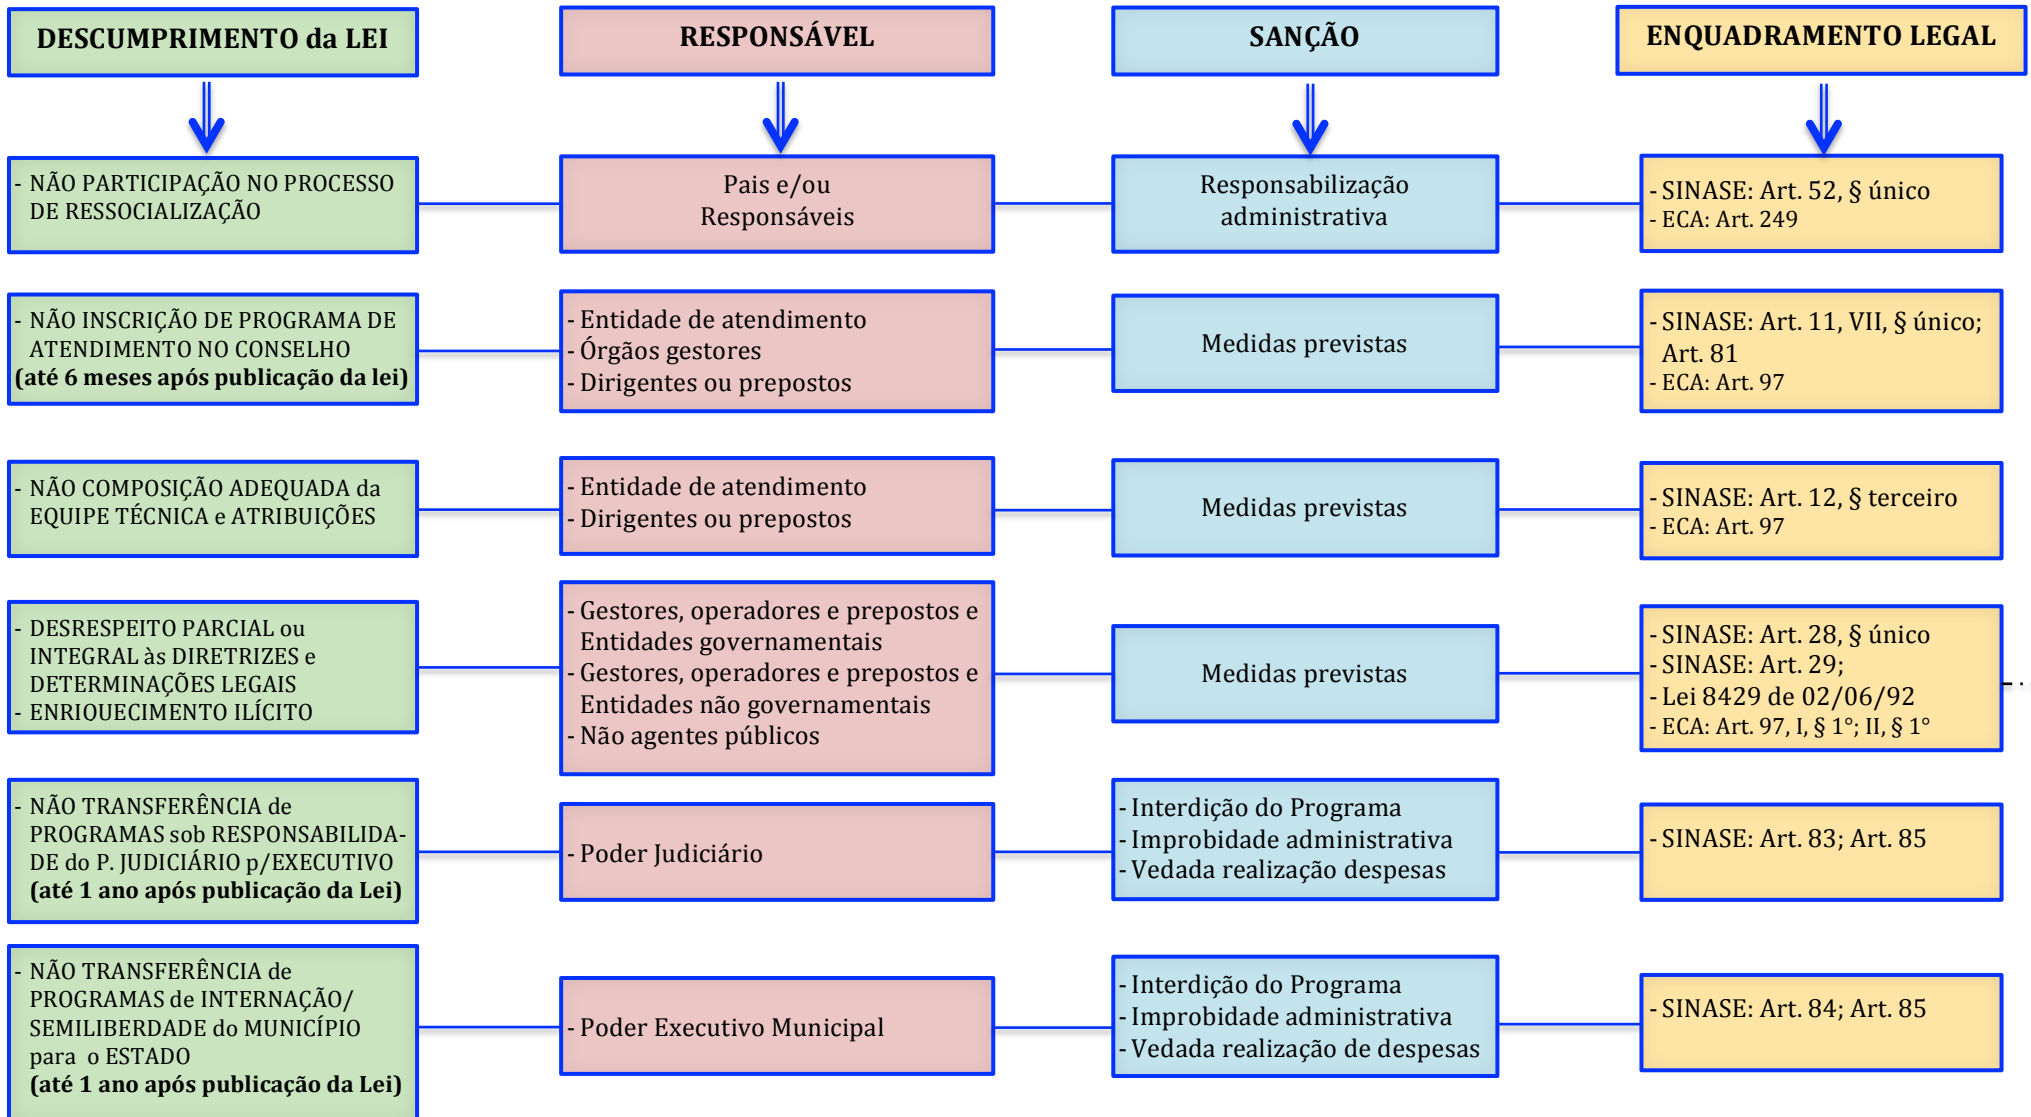 DESCUMPRIMENTO da LEI
RESPONSÁVEL
SANÇÃO
ENQUADRAMENTO LEGAL
- NÃO PARTICIPAÇÃO NO PROCESSO
DE RESSOCIALIZAÇÃO
Pais e/ou
Responsáveis
Responsabilização
administrativa
- SINASE: Art. 52, § único
- ECA: Art. 249
- NÃO INSCRIÇÃO DE PROGRAMA DE
ATENDIMENTO NO CONSELHO
(até 6 meses após publicação da lei)
- Entidade de atendimento
- Órgãos gestores
- Dirigentes ou prepostos
Medidas previstas
- SINASE: Art. 11, VII, § único;
Art. 81
- ECA: Art. 97
- NÃO COMPOSIÇÃO ADEQUADA da
EQUIPE TÉCNICA e ATRIBUIÇÕES
- Entidade de atendimento
- Dirigentes ou prepostos
Medidas previstas
- SINASE: Art. 12, § terceiro
- ECA: Art. 97
- DESRESPEITO PARCIAL ou
INTEGRAL às DIRETRIZES e
DETERMINAÇÕES LEGAIS
- ENRIQUECIMENTO ILÍCITO
- Gestores, operadores e prepostos e
Entidades governamentais
- Gestores, operadores e prepostos e
Entidades não governamentais
- Não agentes públicos
Medidas previstas
- SINASE: Art. 28, § único
- SINASE: Art. 29;
- Lei 8429 de 02/06/92
- ECA: Art. 97, I, § 1°; II, § 1°
- NÃO TRANSFERÊNCIA de
PROGRAMAS sob RESPONSABILIDA-
DE do P. JUDICIÁRIO p/EXECUTIVO
(até 1 ano após publicação da Lei)
- Poder Judiciário
- Interdição do Programa
- Improbidade administrativa
- Vedada realização despesas
- SINASE: Art. 83; Art. 85
- NÃO TRANSFERÊNCIA de
PROGRAMAS de INTERNAÇÃO/
SEMILIBERDADE do MUNICÍPIO
para o ESTADO
(até 1 ano após publicação da Lei)
- Poder Executivo Municipal
- Interdição do Programa
- Improbidade administrativa
- Vedada realização de despesas
- SINASE: Art. 84; Art. 85